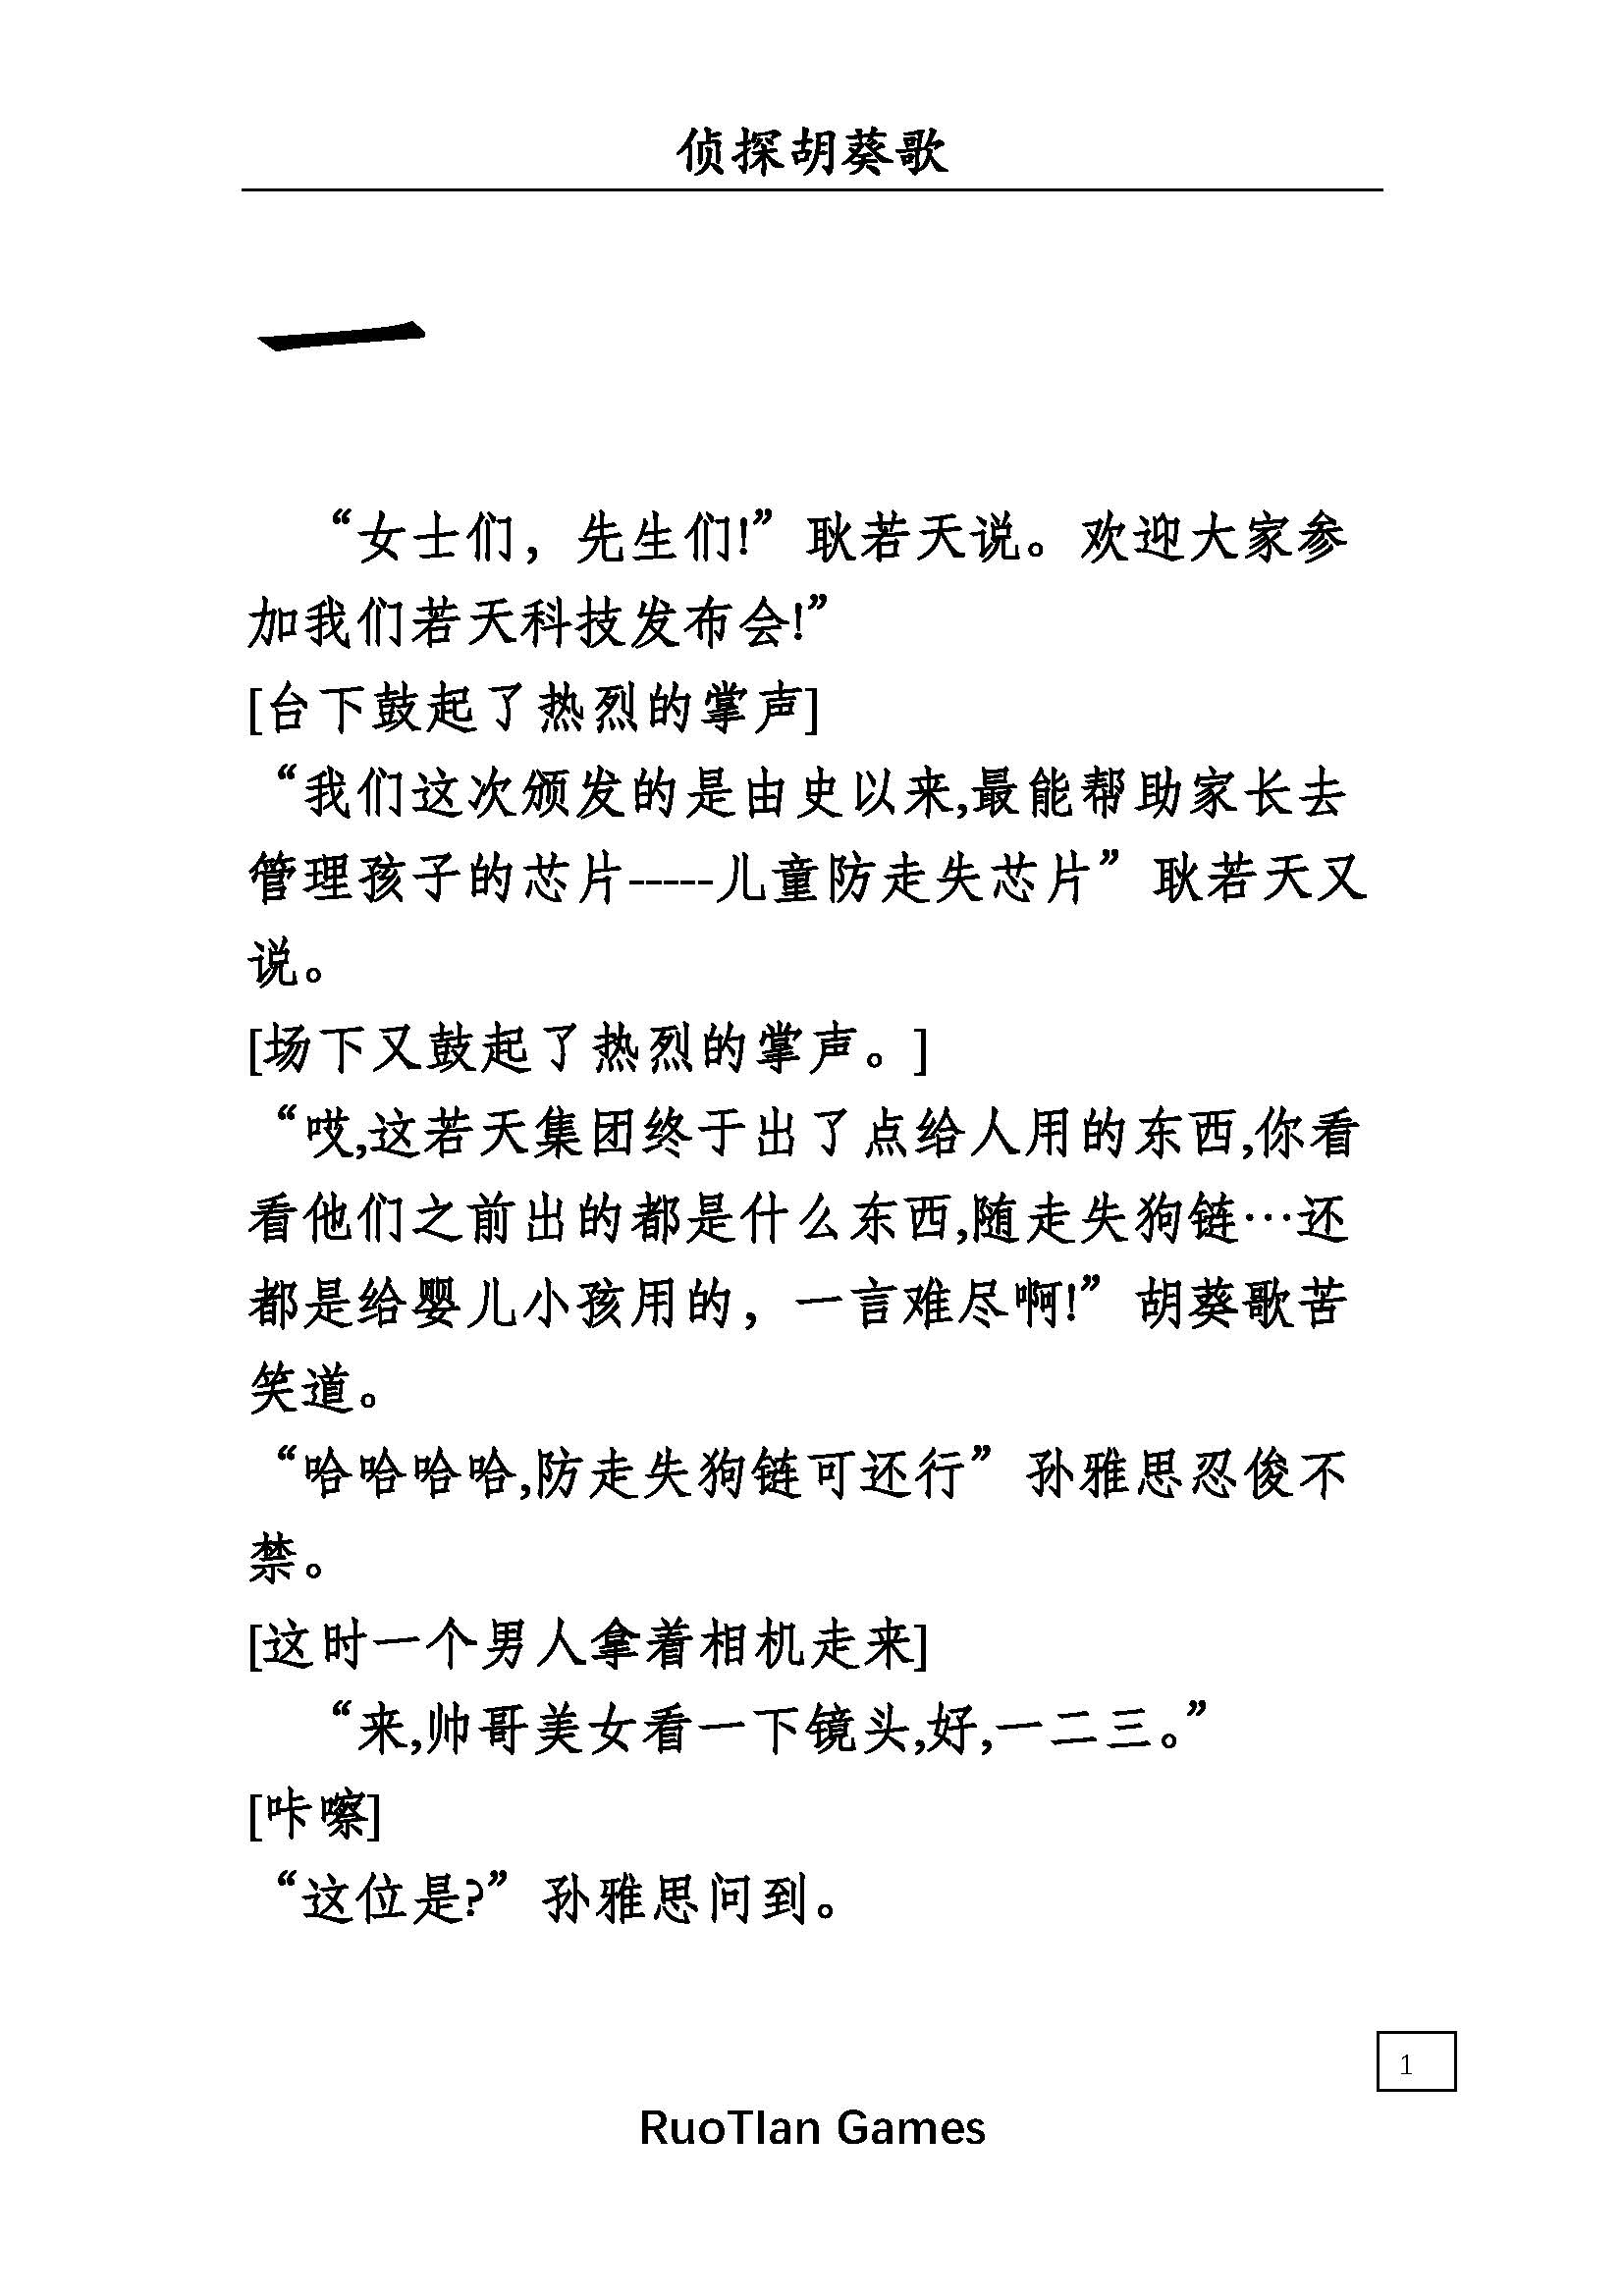 侦探胡葵歌
一
“女士们，先生们!”耿若天说。欢迎大家参
加我们若天科技发布会!”
[台下鼓起了热烈的掌声]
“我们这次颁发的是由史以来,最能帮助家长去
管理孩子的芯片-----儿童防走失芯片”耿若天又
说。
[场下又鼓起了热烈的掌声。]
“哎,这若天集团终于出了点给人用的东西,你看
看他们之前出的都是什么东西,随走失狗链…还
都是给婴儿小孩用的，一言难尽啊!”胡葵歌苦
笑道。
“哈哈哈哈,防走失狗链可还行”孙雅思忍俊不
禁。
[这时一个男人拿着相机走来]
“来,帅哥美女看一下镜头,好,一二三。”
[咔嚓]
“这位是?”孙雅思问到。
1
RuoTIan Games